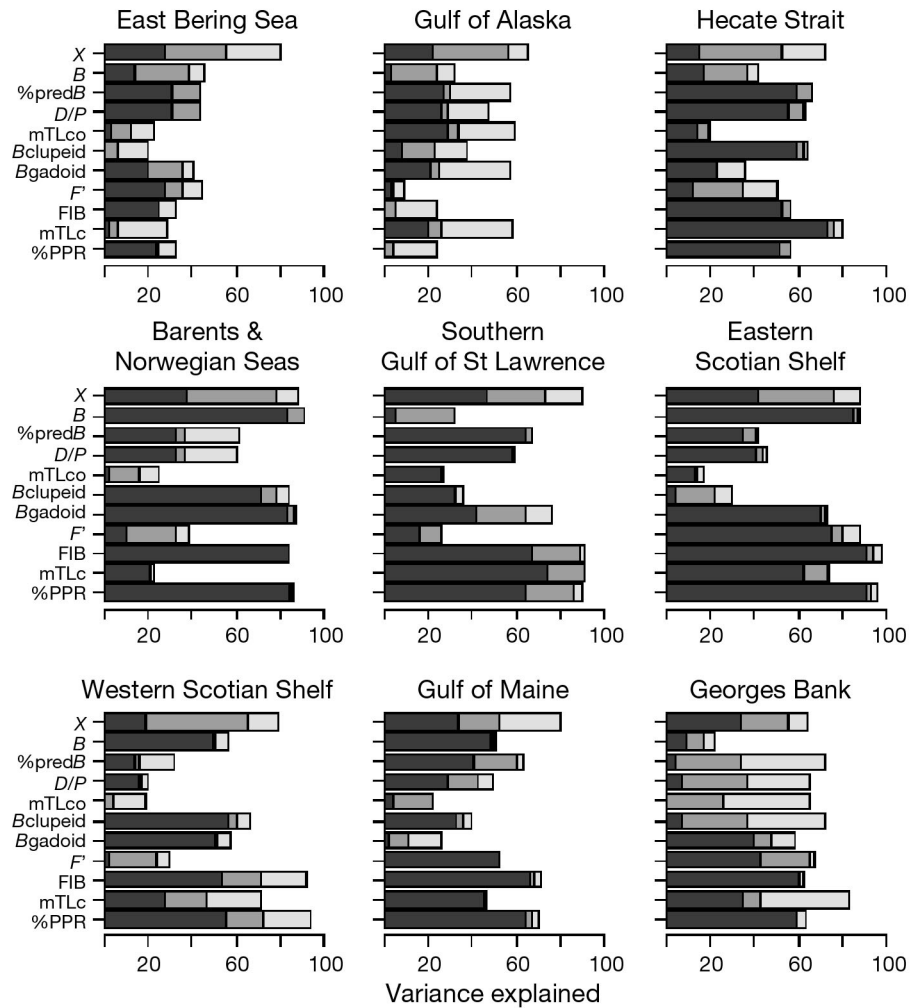 East Bering Sea
Gulf of Alaska
Hecate Strait
X
B
%predB
D/P
mTLco
Bclupeid
Bgadoid
F'
FIB
mTLc
%PPR
20 60 100
20 60 100
20 60 100
Barents &
Norwegian Seas
Southern
Gulf of St Lawrence
Eastern
Scotian Shelf
X
B
%predB
D/P
mTLco
Bclupeid
Bgadoid
F'
FIB
mTLc
%PPR
20 60 100
20 60 100
20 60 100
Western Scotian Shelf
Gulf of Maine
Georges Bank
X
B
%predB
D/P
mTLco
Bclupeid
Bgadoid
F'
FIB
mTLc
%PPR
20 60 100
20 60 100
20 60 100
Variance explained